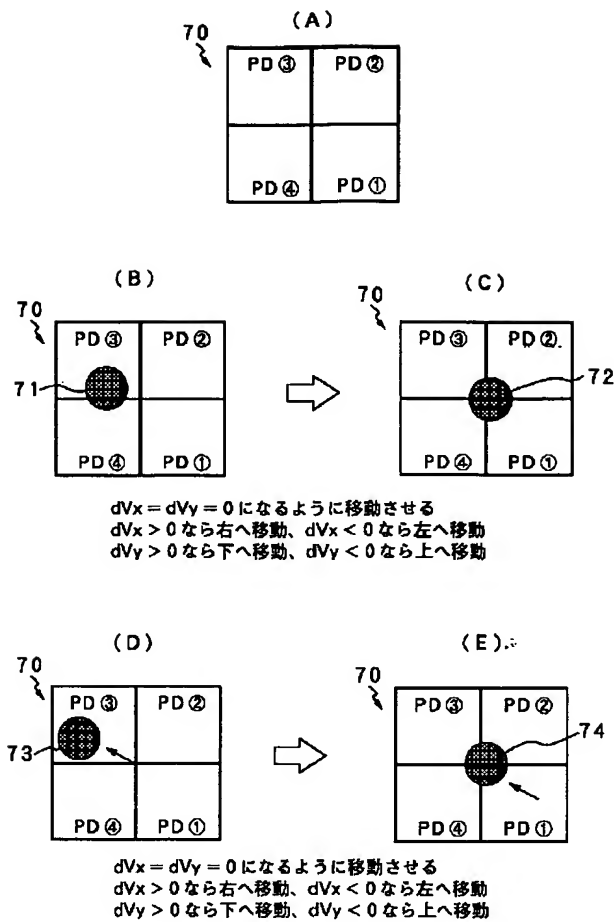 (A)
70
PD③ PD②
PD④ PD①
(B)
70
PD③ PD②
71
PD④ PD①
(C)
70
PD③ PD②
72
PD④ PD①
dVx=dVy=0になるように移動させる
dVx>0なら右へ移動、dVx<0なら左へ移動
dVy>0なら下へ移動、dVy<0なら上へ移動
(D)
70
PD③ PD②
73
PD④ PD①
(E)
70
PD③ PD②
74
PD④ PD①
dVx=dVy=0になるように移動させる
dVx>0なら右へ移動、dVx<0なら左へ移動
dVy>0なら下へ移動、dVy<0なら上へ移動